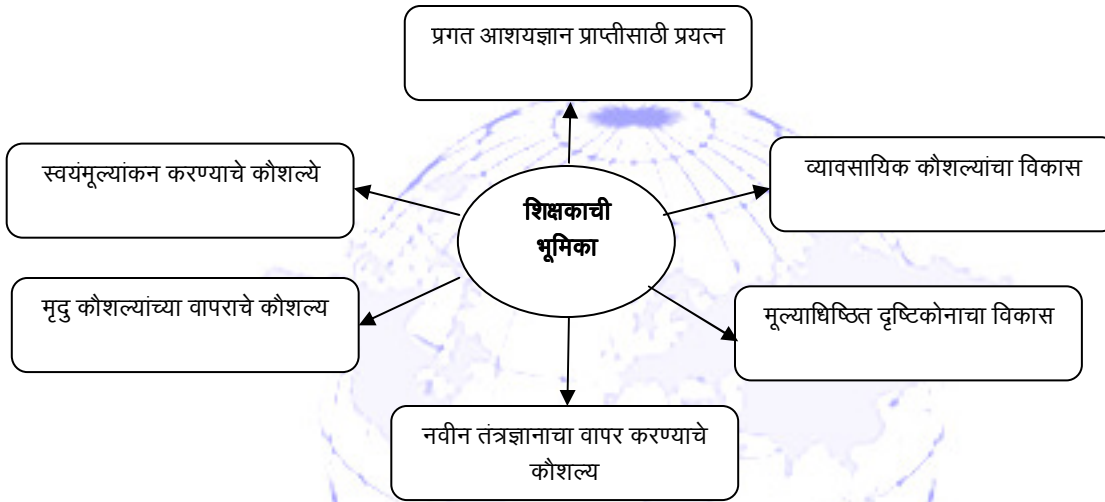 प्रगत आशयज्ञान प्राप्तीसाठी प्रयत्न
स्वयंमूल्यांकन करण्याचे कौशल्ये
व्यावसायिक कौशल्यांचा विकास
शिक्षकाची
भूमिका
मृदु कौशल्यांच्या वापराचे कौशल्य
मूल्याधिष्ठित दृष्टिकोनाचा विकास
नवीन तंत्रज्ञानाचा वापर करण्याचे
कौशल्य